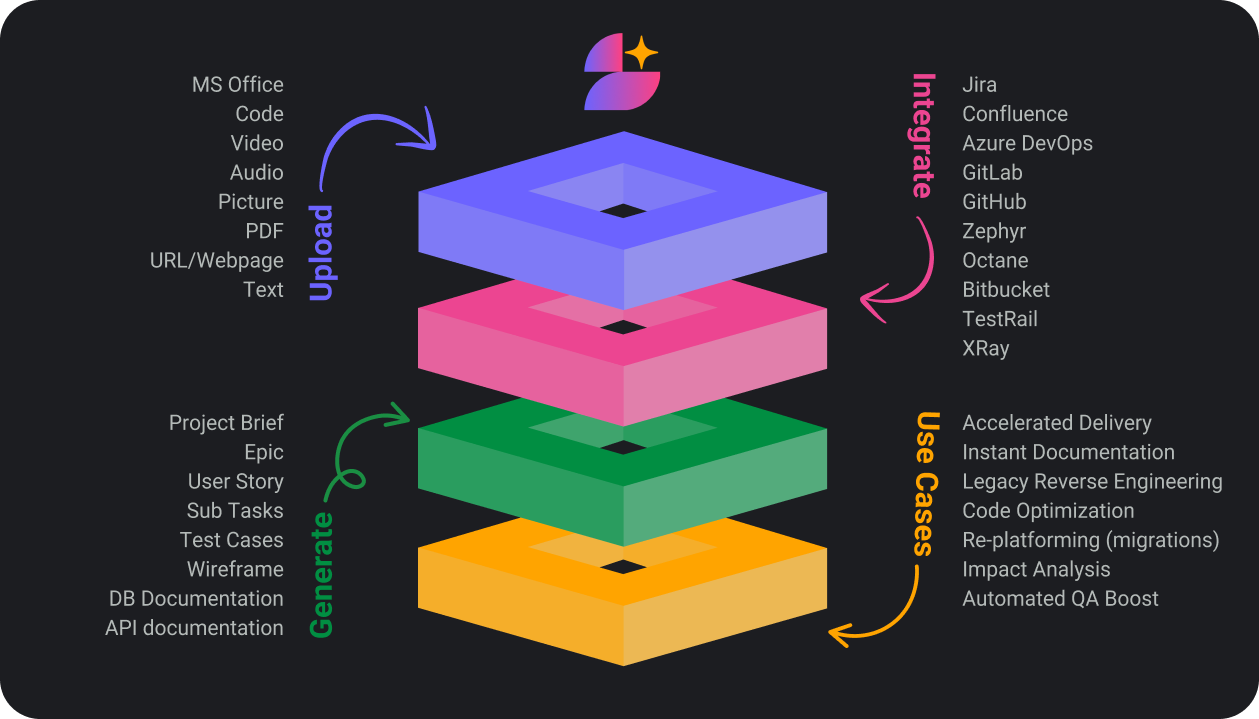 MS Office
Code
Video
Audio
Picture
PDF
URL/Webpage
Text
Upload
Integrate
Jira
Confluence
Azure DevOps
GitLab
GitHub
Zephyr
Octane
Bitbucket
TestRail
XRay
Project Brief
Epic
User Story
Sub Tasks
Test Cases
Wireframe
DB Documentation
API documentation
Generate
Use Cases
Accelerated Delivery
Instant Documentation
Legacy Reverse Engineering
Code Optimization
Re-platforming (migrations)
Impact Analysis
Automated QA Boost